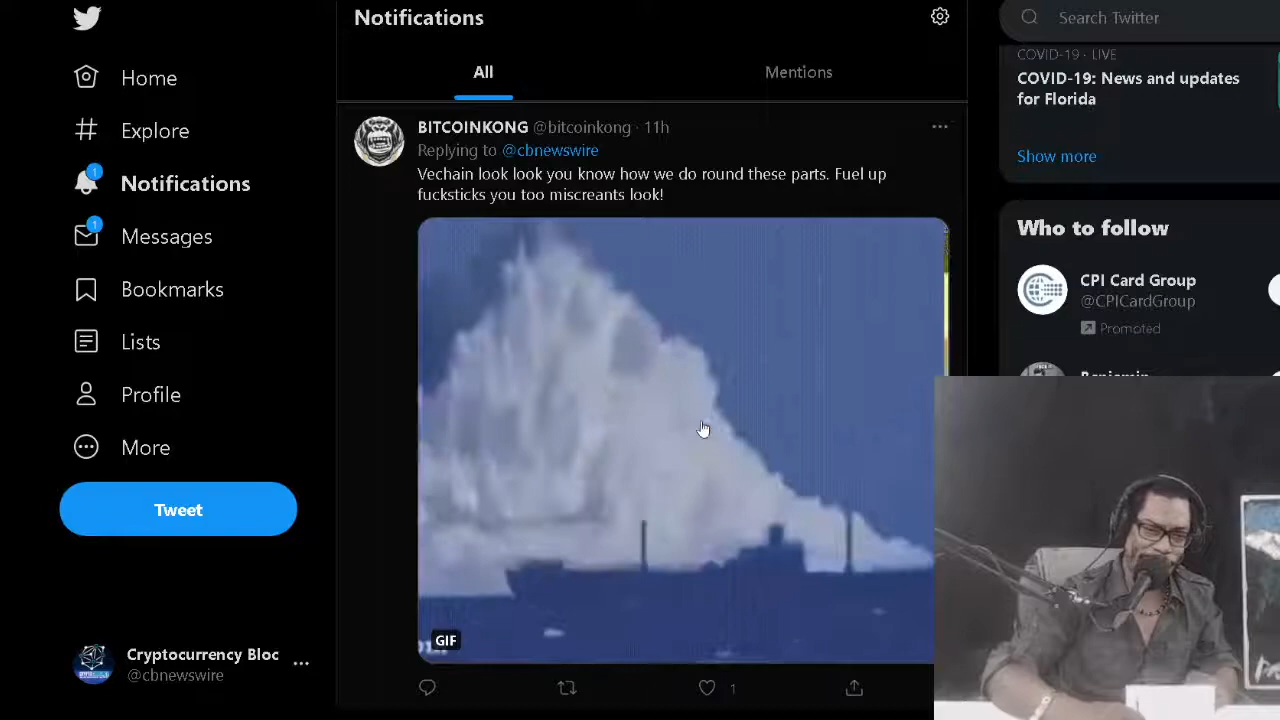 Notifications
Search Twitter
All
Mentions
Home
Explore
1
Notifications
1
Messages
Bookmarks
Lists
Profile
More
Tweet
Cryptocurrency Bloc
@cbnewswire
BITCOINKONG @bitcoinkong · 11h
Replying to @cbnewswire
Vechain look look you know how we do round these parts. Fuel up
fucksticks you too miscreants look!
GIF
1
COVID-19 · LIVE
COVID-19: News and updates
for Florida
Show more
Who to follow
CPI Card Group
@CPICardGroup
Promoted
Benjamin